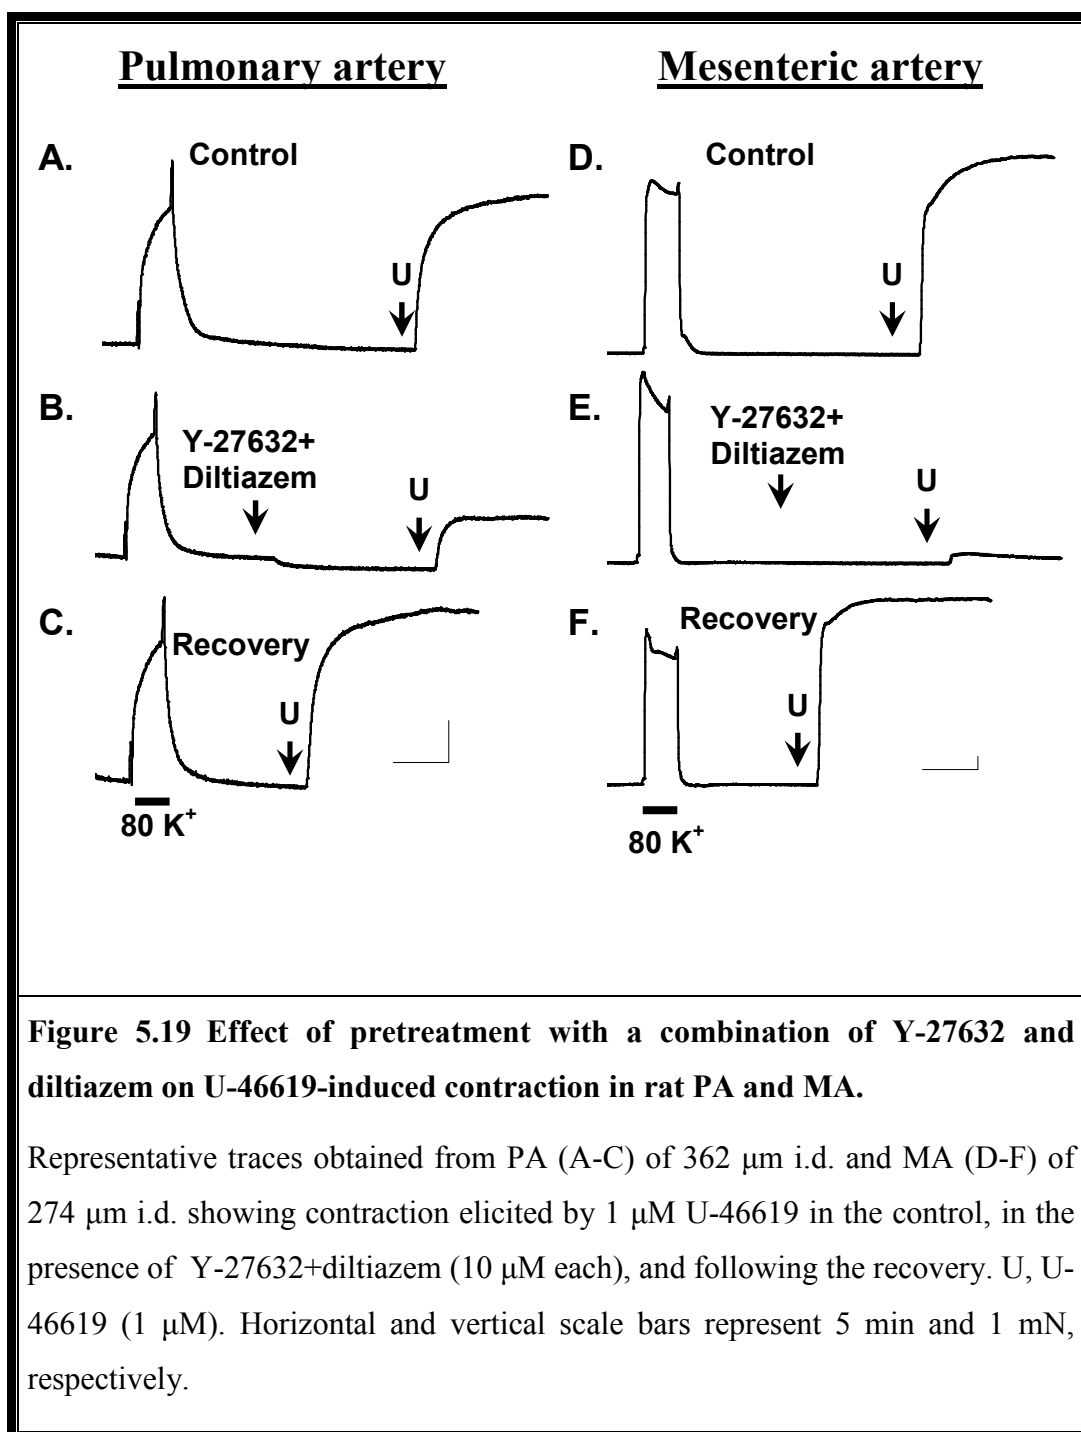 Pulmonary artery
Mesenteric artery
A.
Control
U
B.
Y-27632+
Diltiazem
U
C.
Recovery
U
80 K⁺
D.
Control
U
E.
Y-27632+
Diltiazem
U
F.
Recovery
U
80 K⁺
Figure 5.19 Effect of pretreatment with a combination of Y-27632 and
diltiazem on U-46619-induced contraction in rat PA and MA.
Representative traces obtained from PA (A-C) of 362 μm i.d. and MA (D-F) of
274 μm i.d. showing contraction elicited by 1 μM U-46619 in the control, in the
presence of Y-27632+diltiazem (10 μM each), and following the recovery. U, U-
46619 (1 μM). Horizontal and vertical scale bars represent 5 min and 1 mN,
respectively.